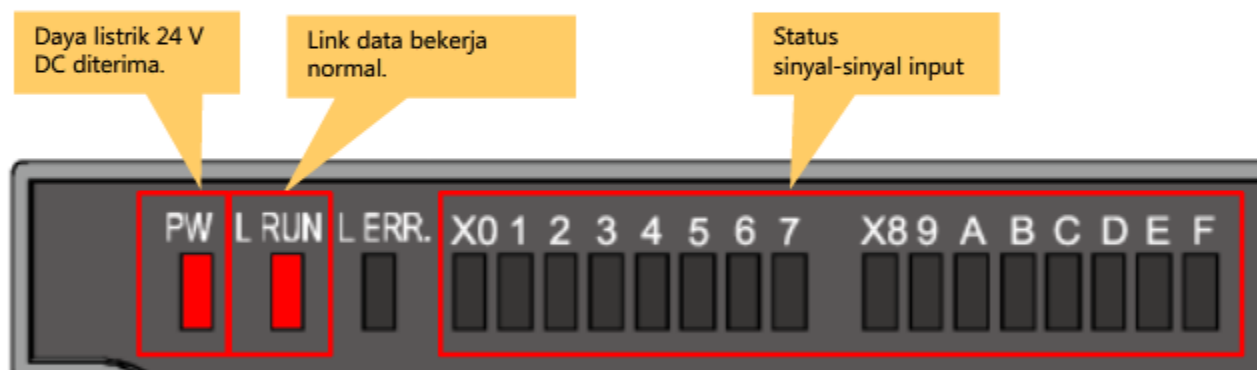 Daya listrik 24 V
DC diterima.
Link data bekerja
normal.
Status
sinyal-sinyal input
PW L RUN L ERR. X0 1 2 3 4 5 6 7 X8 9 A B C D E F